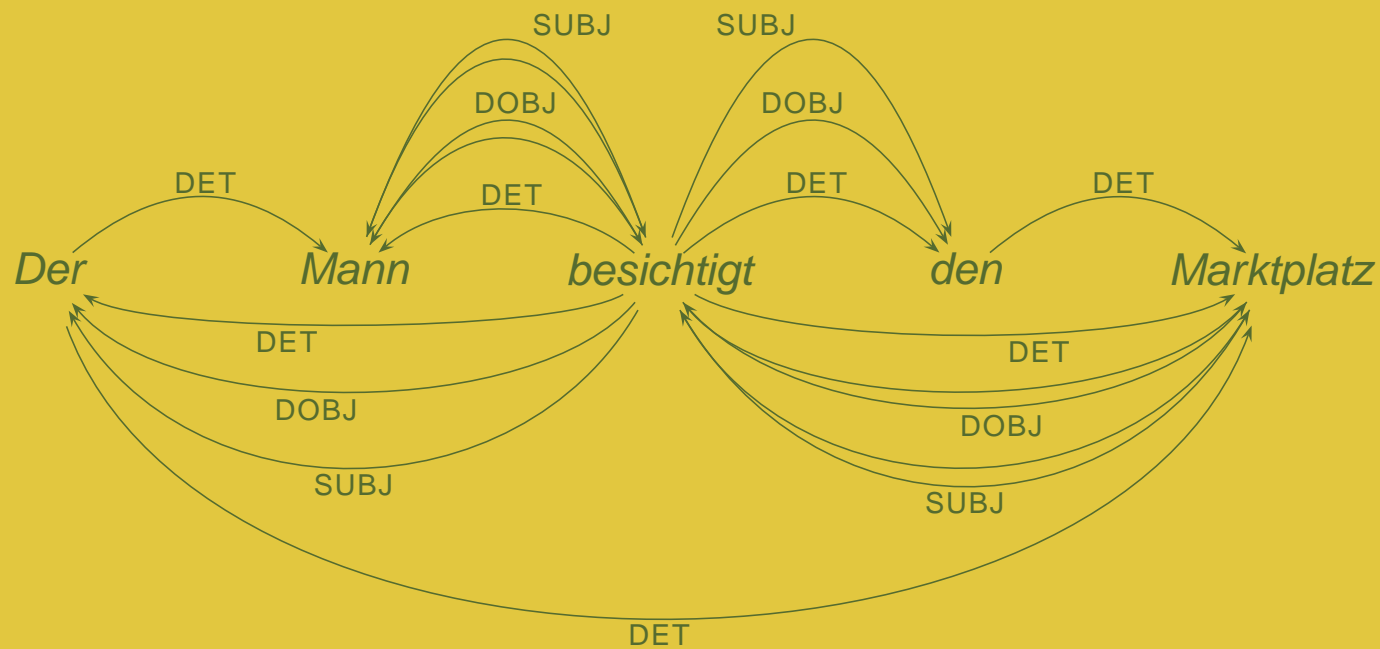 SUBJ SUBJ
DOBJ DOBJ
DET DET DET DET
Der Mann besichtigt den Marktplatz
DET DET
DOBJ DOBJ
SUBJ SUBJ
DET